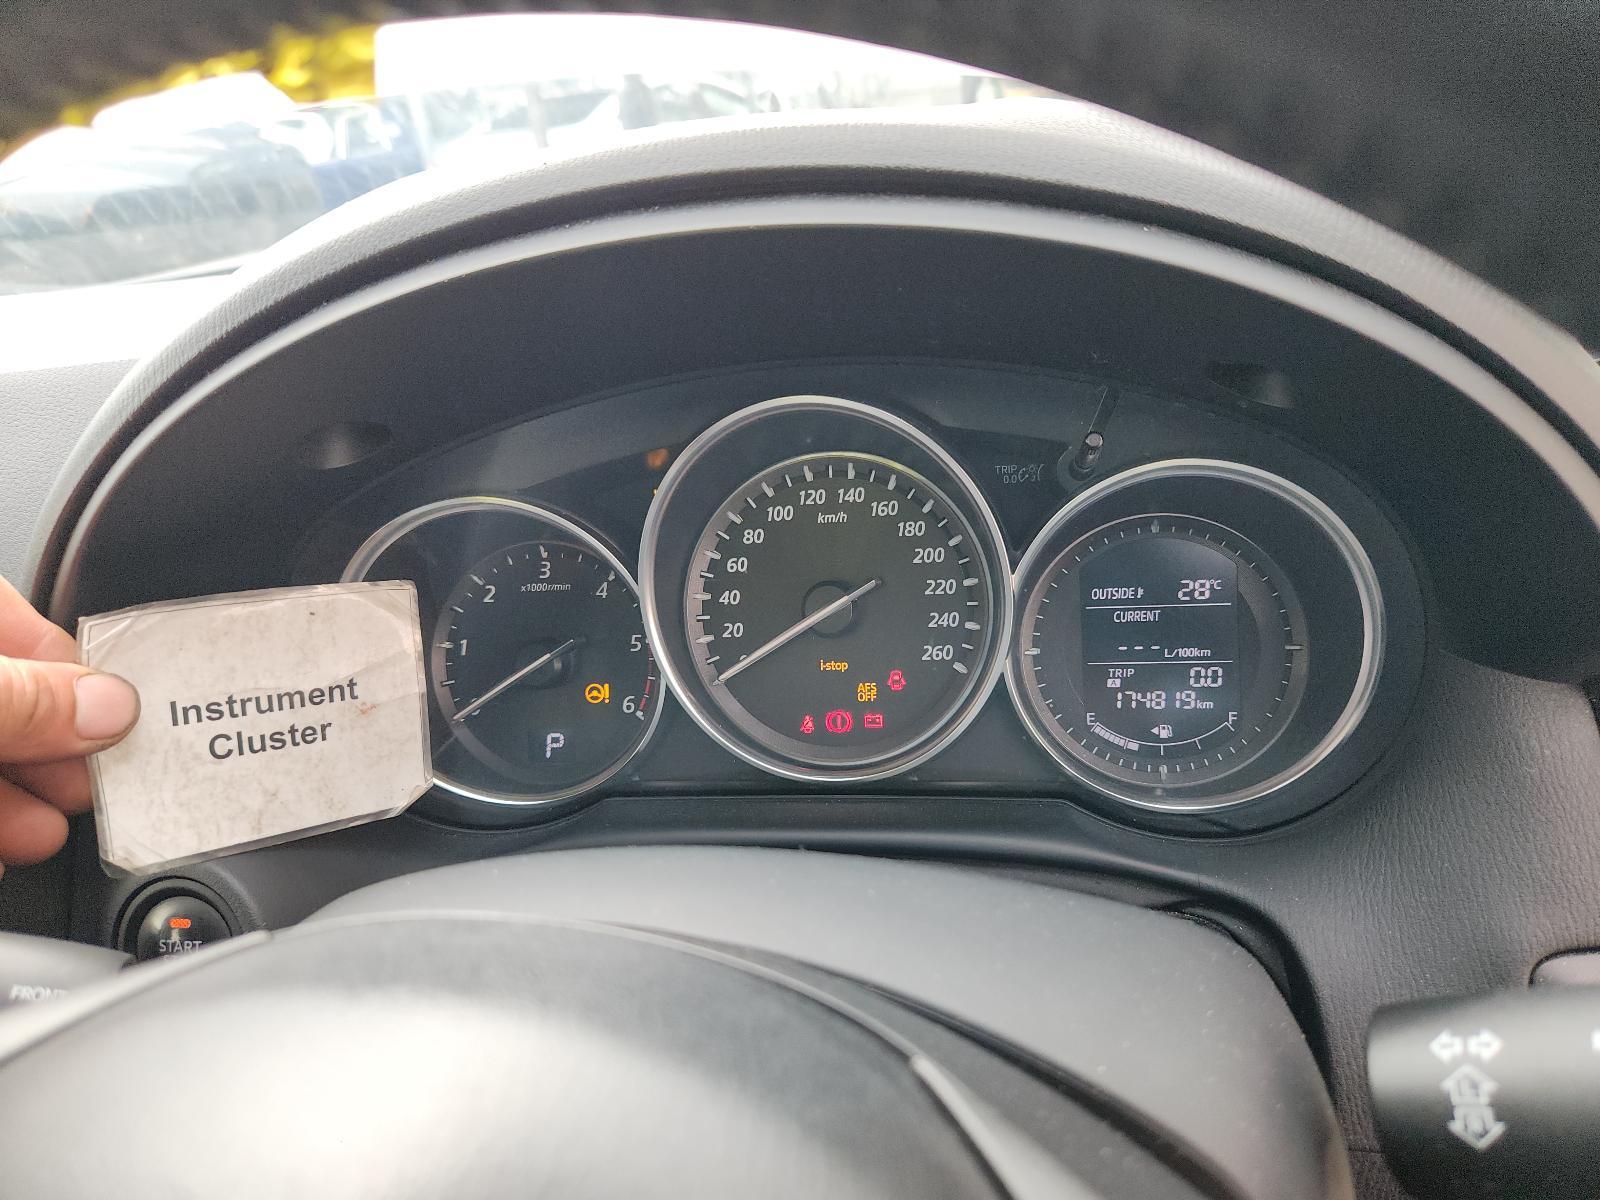 TRIP
0.0
120 140
100 160
km/h
80 180
60 200
40 220
20 240
260
3
x1000r/min
2 4
1 5
6
P
i-stop
AFS
OFF
OUTSIDE 28°C
CURRENT
--- L/100km
TRIP
A 0.0
174819km
E F
Instrument
Cluster
START
FRONT